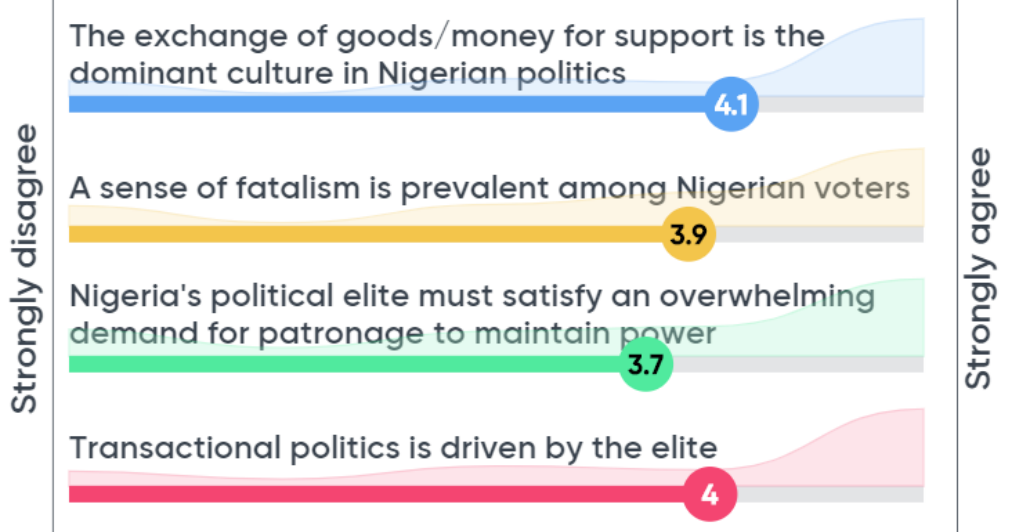 The exchange of goods/money for support is the
dominant culture in Nigerian politics
4.1
A sense of fatalism is prevalent among Nigerian voters
3.9
Nigeria's political elite must satisfy an overwhelming
demand for patronage to maintain power
3.7
Transactional politics is driven by the elite
4
Strongly disagree
Strongly agree